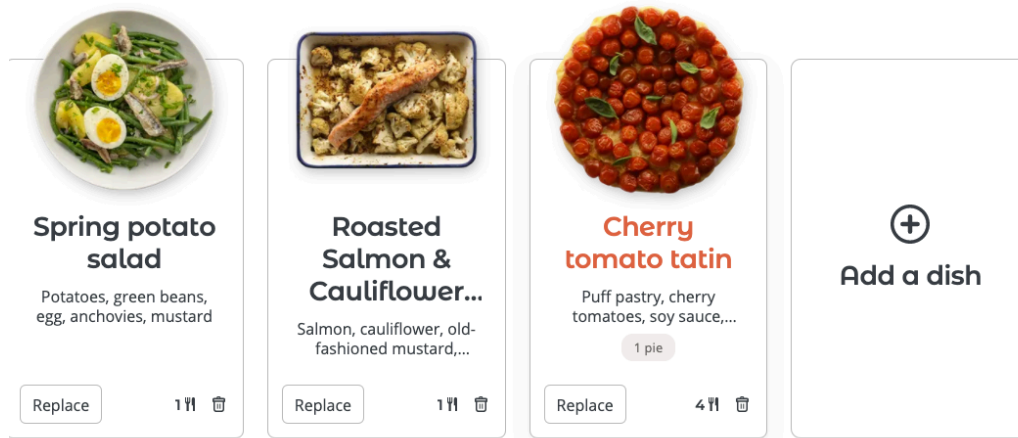 Spring potato
salad
Potatoes, green beans,
egg, anchovies, mustard
Replace
1
Roasted
Salmon &
Cauliflower...
Salmon, cauliflower, old-
fashioned mustard,...
Replace
1
Cherry
tomato tatin
Puff pastry, cherry
tomatoes, soy sauce,...
1 pie
Replace
4
Add a dish